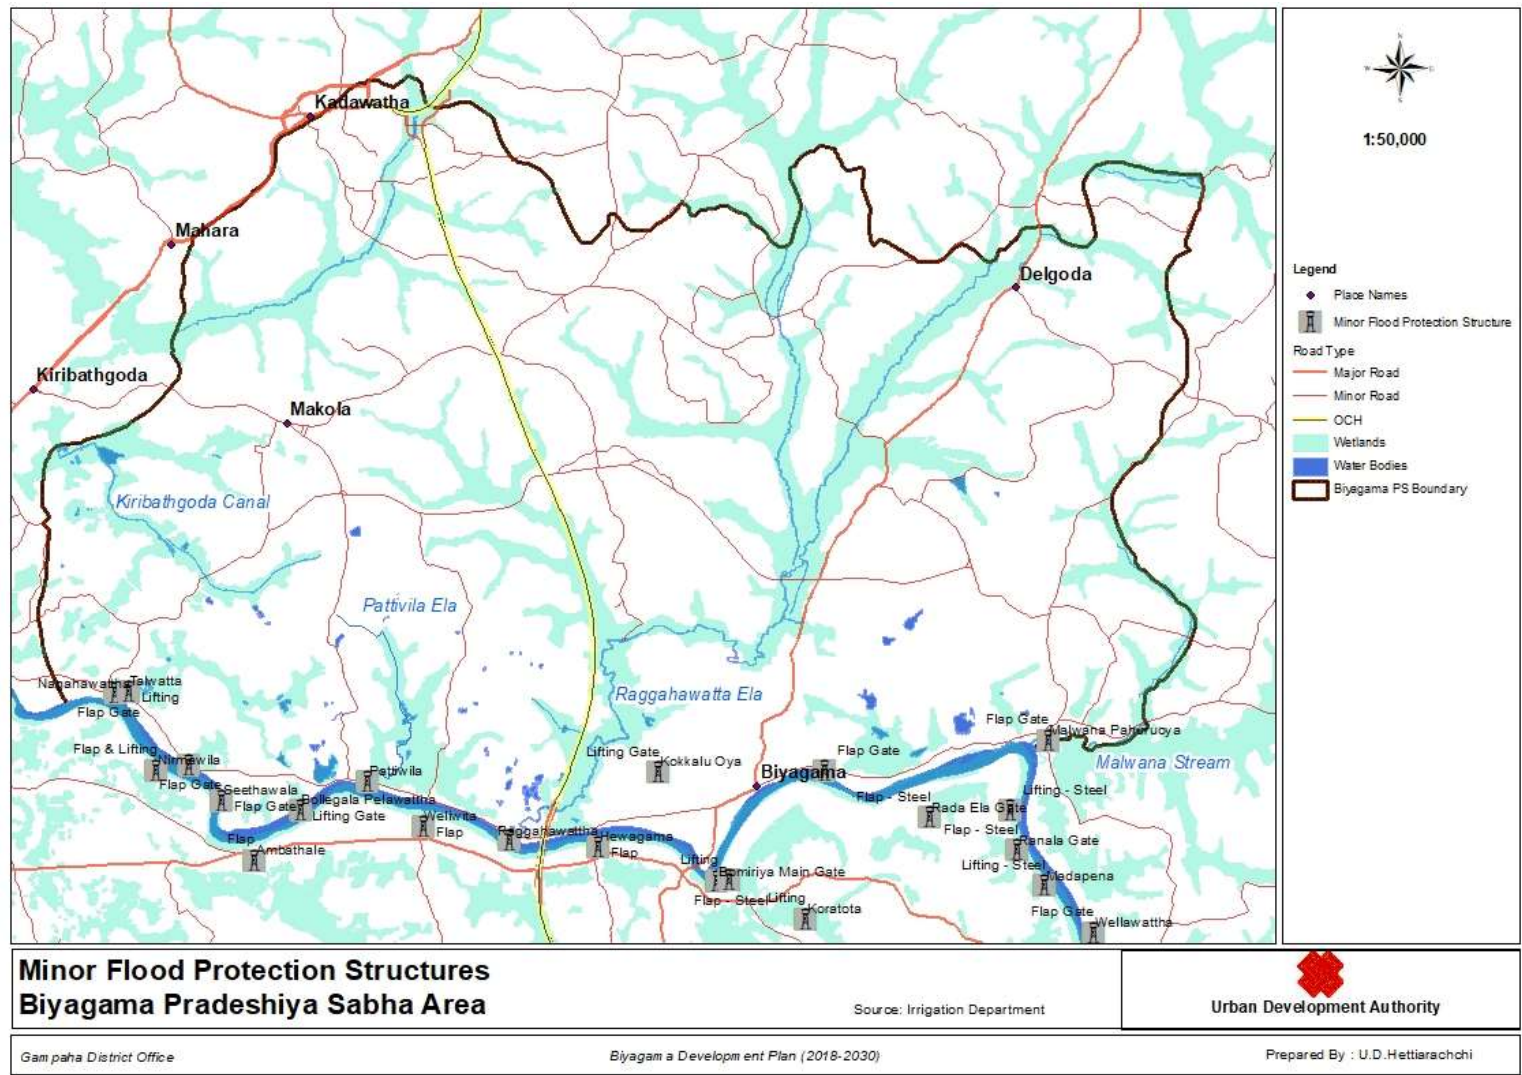 N
W
E
S
1:50,000
Kadawatha
Mahara
Delgoda
Kiribathgoda
Makola
Kiribathgoda Canal
Pattivila Ela
Raggahawatta Ela
Malwana Stream
Talwatta
Lifting
Flap Gate
Flap & Lifting
Nirmawila
Flap Gate
Seethawala
Flap Gate
Bollegala Pelawattha
Lifting Gate
Pattiwila
Flap
Ambathale
Wellwita
Flap
Raggahawattha
Hewagama
Flap
Lifting Gate
Kokkalu Oya
Biyagama
Flap Gate
Flap Gate
Malwana Pahuruoya
Flap - Steel
Rada Ela Gate
Flap - Steel
Lifting - Steel
Ranala Gate
Lifting - Steel
Madapena
Flap Gate
Wellawattha
Lifting
Bomiriya Main Gate
Flap - Steel
Lifting
Koratota
Legend
Place Names
Minor Flood Protection Structure
Road Type
Major Road
Minor Road
OCH
Wetlands
Water Bodies
Biyagama PS Boundary
Minor Flood Protection Structures
Biyagama Pradeshiya Sabha Area
Source: Irrigation Department
Urban Development Authority
Gampaha District Office
Biyagama Development Plan (2018-2030)
Prepared By : U.D.Hettiarachchi